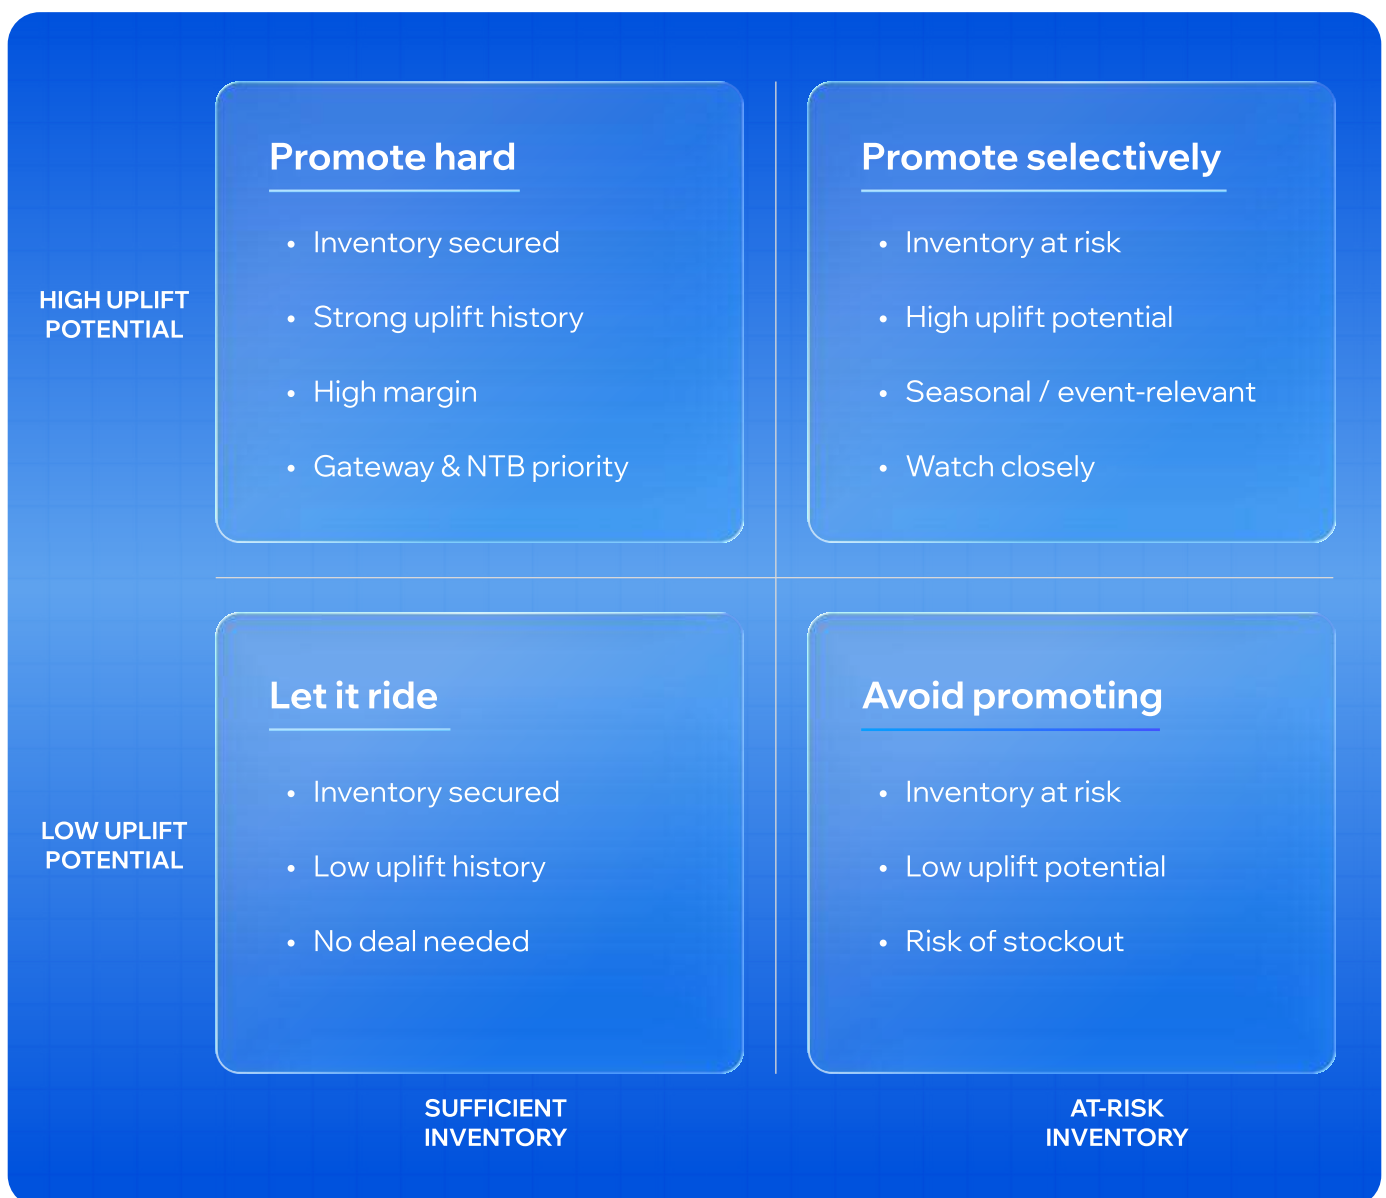 Promote hard
• Inventory secured
• Strong uplift history
• High margin
• Gateway & NTB priority
Promote selectively
• Inventory at risk
• High uplift potential
• Seasonal / event-relevant
• Watch closely
HIGH UPLIFT
POTENTIAL
Let it ride
• Inventory secured
• Low uplift history
• No deal needed
Avoid promoting
• Inventory at risk
• Low uplift potential
• Risk of stockout
LOW UPLIFT
POTENTIAL
SUFFICIENT
INVENTORY
AT-RISK
INVENTORY